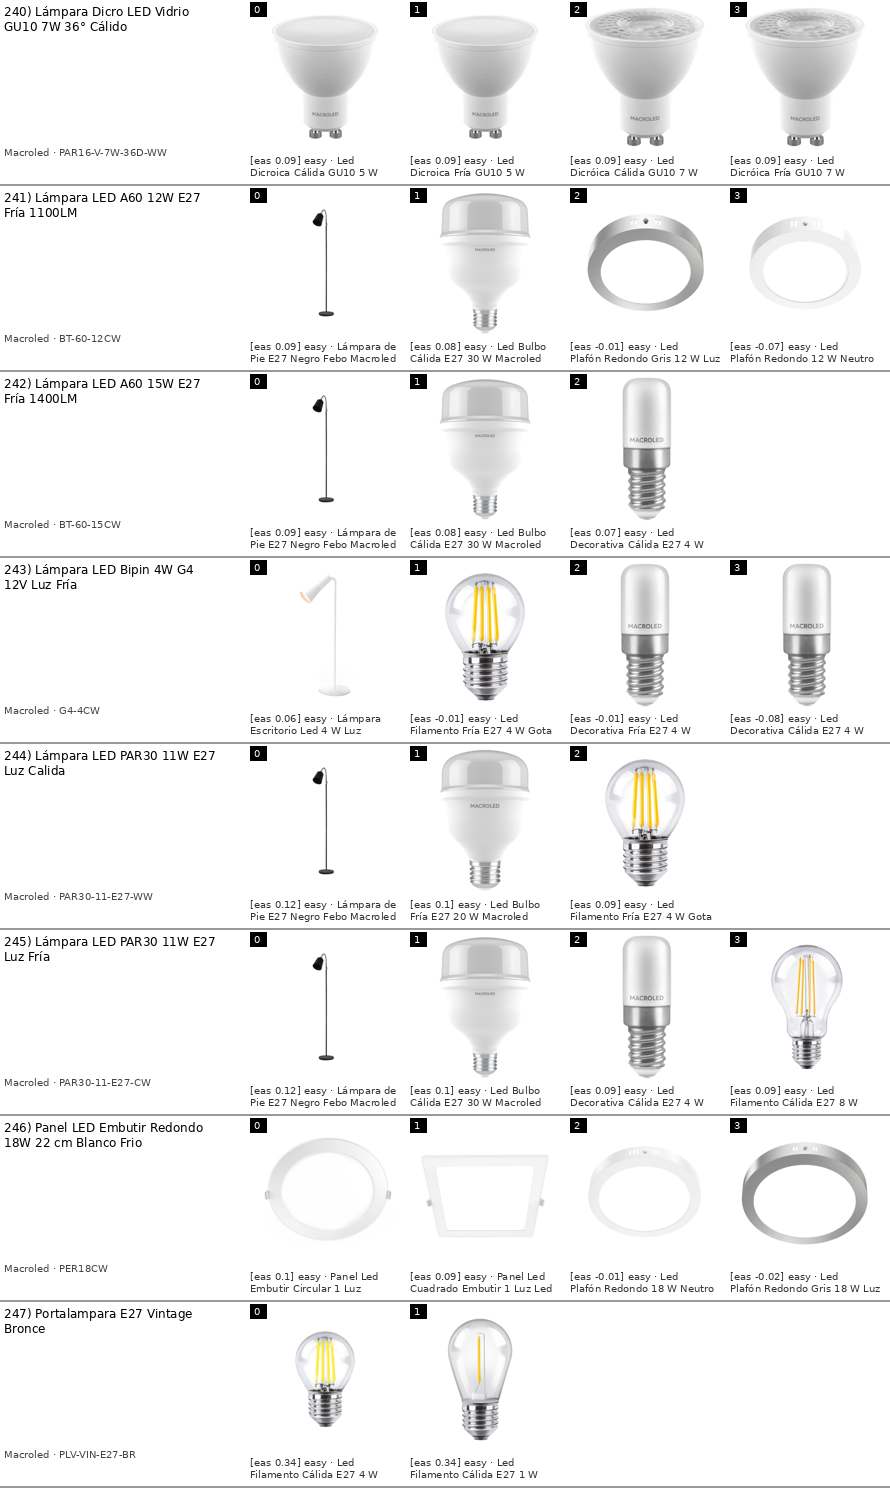 240) Lámpara Dicro LED Vidrio
GU10 7W 36° Cálido
Macroled · PAR16-V-7W-36D-WW
0
MACROLED
[eas 0.09] easy · Led
Dicroica Cálida GU10 5 W
1
MACROLED
[eas 0.09] easy · Led
Dicroica Fría GU10 5 W
2
MACROLED
[eas 0.09] easy · Led
Dicróica Cálida GU10 7 W
3
MACROLED
[eas 0.09] easy · Led
Dicróica Fría GU10 7 W
241) Lámpara LED A60 12W E27
Fría 1100LM
Macroled · BT-60-12CW
0
[eas 0.09] easy · Lámpara de
Pie E27 Negro Febo Macroled
1
MACROLED
[eas 0.08] easy · Led Bulbo
Cálida E27 30 W Macroled
2
[eas -0.01] easy · Led
Plafón Redondo Gris 12 W Luz
3
[eas -0.07] easy · Led
Plafón Redondo 12 W Neutro
242) Lámpara LED A60 15W E27
Fría 1400LM
Macroled · BT-60-15CW
0
[eas 0.09] easy · Lámpara de
Pie E27 Negro Febo Macroled
1
MACROLED
[eas 0.08] easy · Led Bulbo
Cálida E27 30 W Macroled
2
MACROLED
[eas 0.07] easy · Led
Decorativa Cálida E27 4 W
243) Lámpara LED Bipin 4W G4
12V Luz Fría
Macroled · G4-4CW
0
[eas 0.06] easy · Lámpara
Escritorio Led 4 W Luz
1
[eas -0.01] easy · Led
Filamento Fría E27 4 W Gota
2
MACROLED
[eas -0.01] easy · Led
Decorativa Fría E27 4 W
3
MACROLED
[eas -0.08] easy · Led
Decorativa Cálida E27 4 W
244) Lámpara LED PAR30 11W E27
Luz Calida
Macroled · PAR30-11-E27-WW
0
[eas 0.12] easy · Lámpara de
Pie E27 Negro Febo Macroled
1
MACROLED
[eas 0.1] easy · Led Bulbo
Fría E27 20 W Macroled
2
[eas 0.09] easy · Led
Filamento Fría E27 4 W Gota
245) Lámpara LED PAR30 11W E27
Luz Fría
Macroled · PAR30-11-E27-CW
0
[eas 0.12] easy · Lámpara de
Pie E27 Negro Febo Macroled
1
MACROLED
[eas 0.1] easy · Led Bulbo
Cálida E27 30 W Macroled
2
MACROLED
[eas 0.09] easy · Led
Decorativa Cálida E27 4 W
3
[eas 0.09] easy · Led
Filamento Cálida E27 8 W
246) Panel LED Embutir Redondo
18W 22 cm Blanco Frio
Macroled · PER18CW
0
[eas 0.1] easy · Panel Led
Embutir Circular 1 Luz
1
[eas 0.09] easy · Panel Led
Cuadrado Embutir 1 Luz Led
2
[eas -0.01] easy · Led
Plafón Redondo 18 W Neutro
3
[eas -0.02] easy · Led
Plafón Redondo Gris 18 W Luz
247) Portalampara E27 Vintage
Bronce
Macroled · PLV-VIN-E27-BR
0
[eas 0.34] easy · Led
Filamento Cálida E27 4 W
1
[eas 0.34] easy · Led
Filamento Cálida E27 1 W